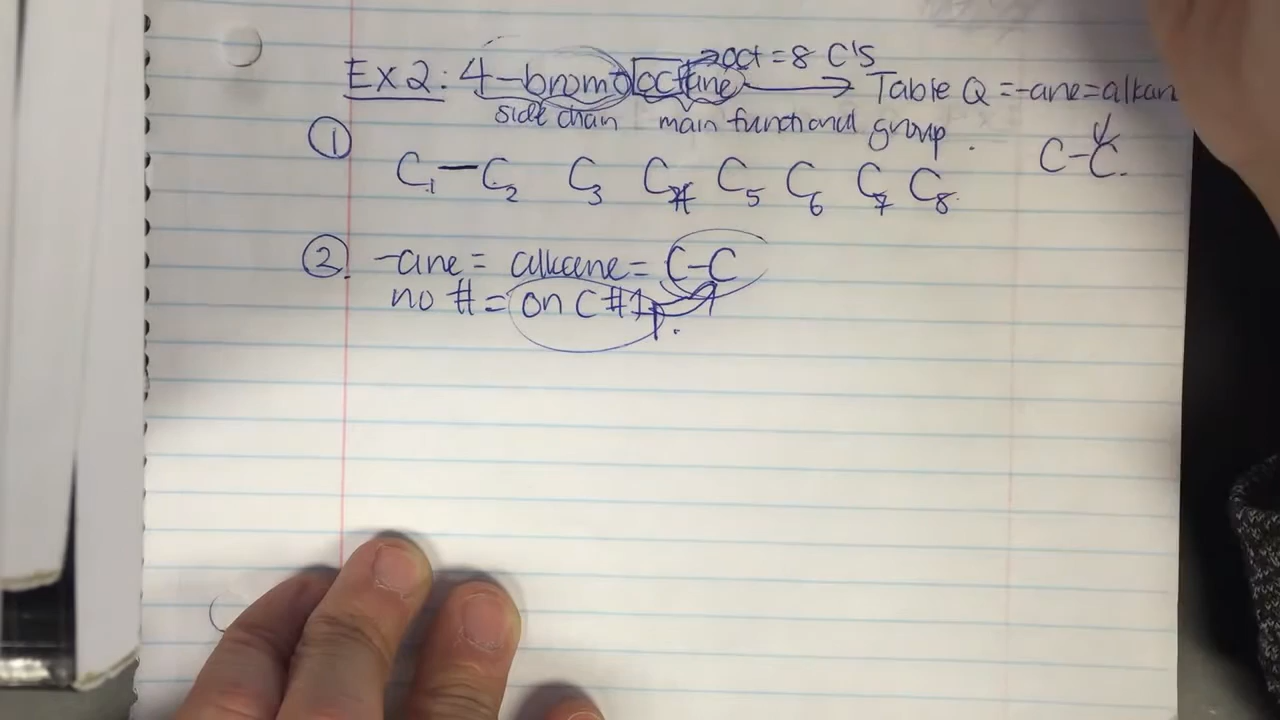 →oct = 8 C'S
Ex 2: 4-bromooctane → Table Q = -ane = alkan
side chain main functional group.
C-C.
① C₁-C₂ C₃ C₄ C₅ C₆ C₇ C₈
② -ane = alkane = C-C
no # = on C #1.